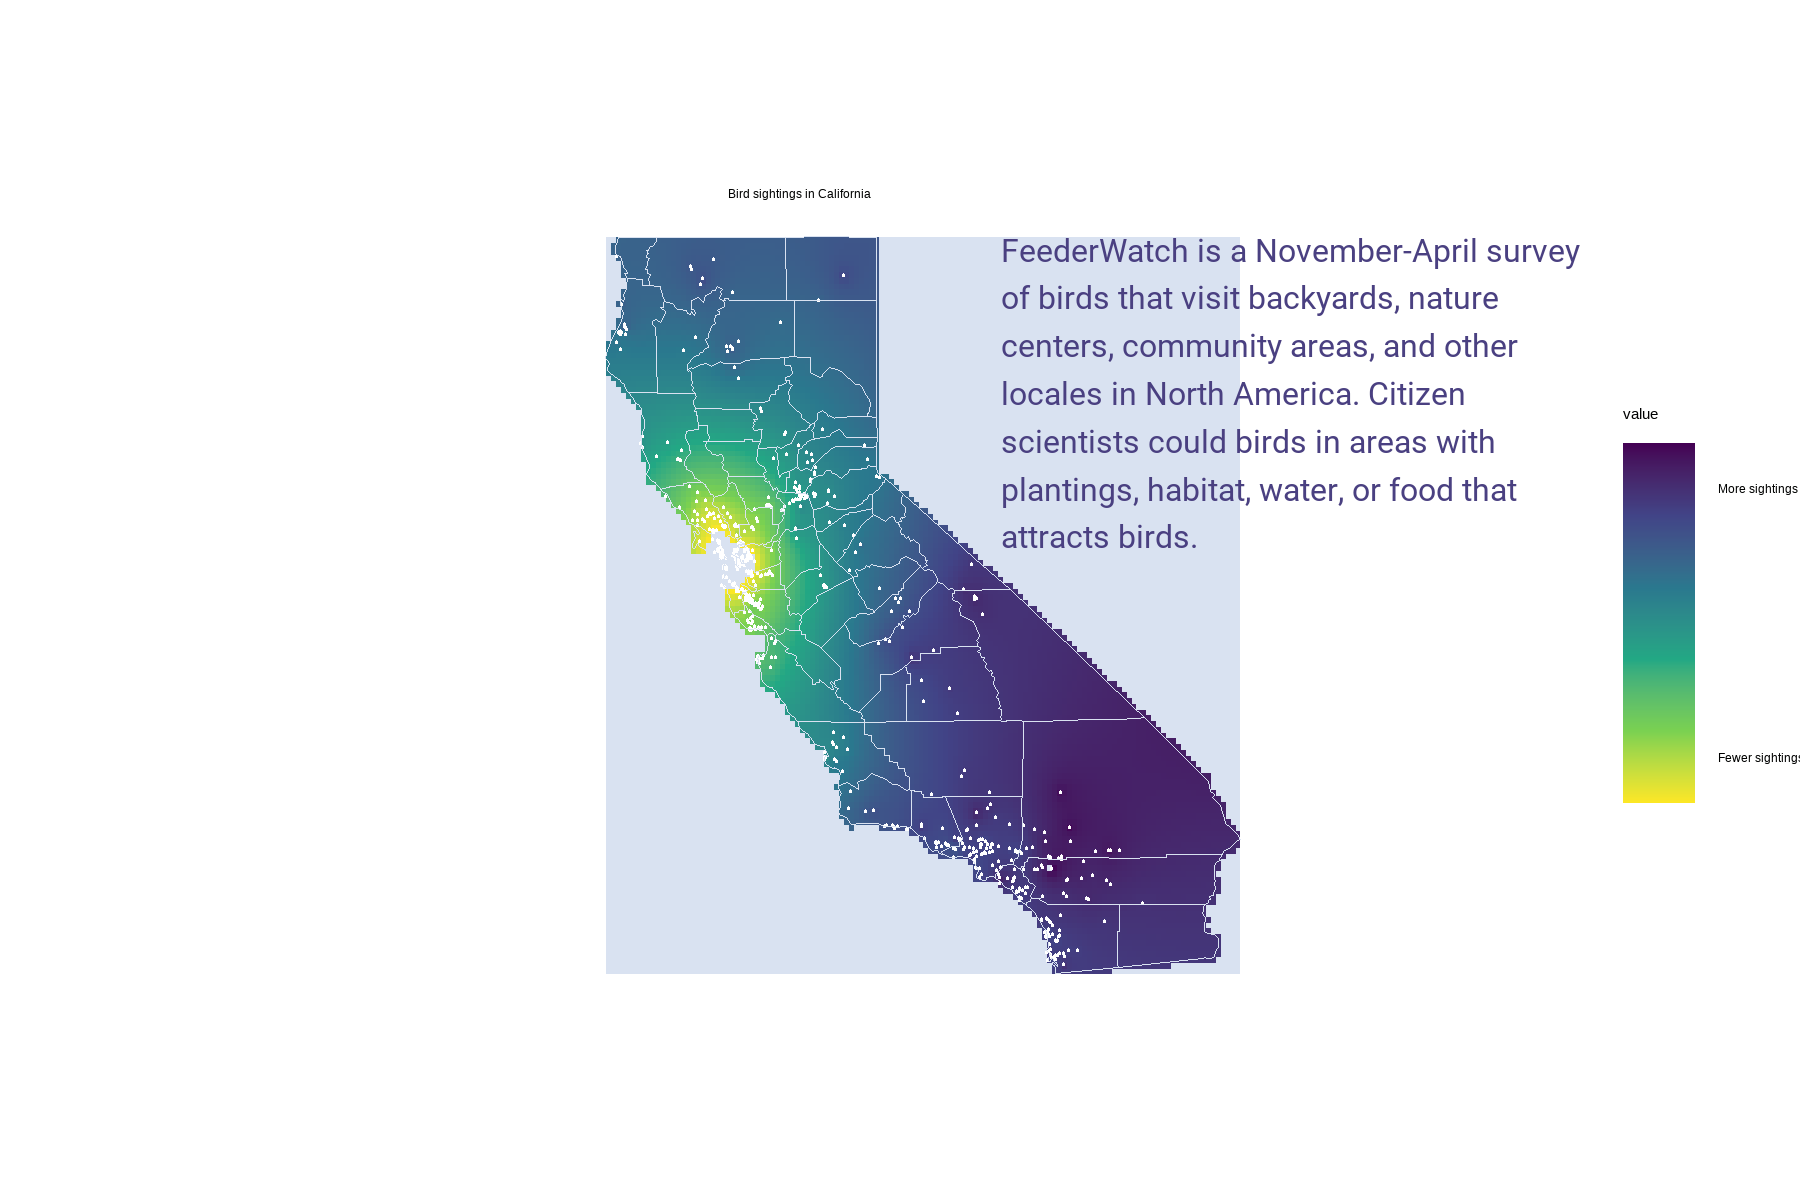 Bird sightings in California
FeederWatch is a November-April survey
of birds that visit backyards, nature
centers, community areas, and other
locales in North America. Citizen
scientists could birds in areas with
plantings, habitat, water, or food that
attracts birds.
value
More sightings
Fewer sightings